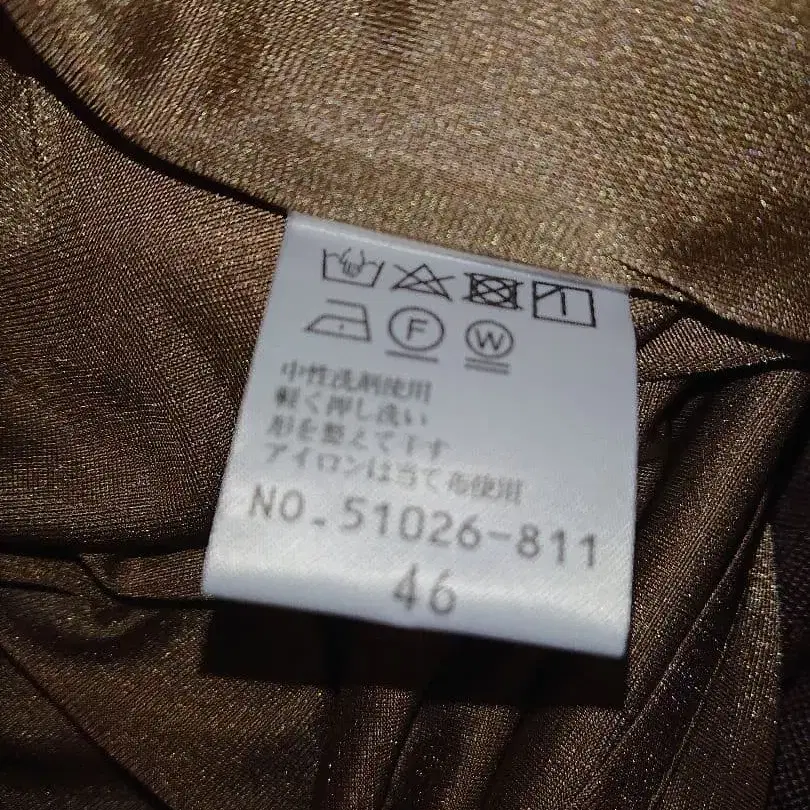 F W
中性洗剤使用
軽く押し洗い
形を整えて干す
アイロンは当て布使用
NO.51026-811
46